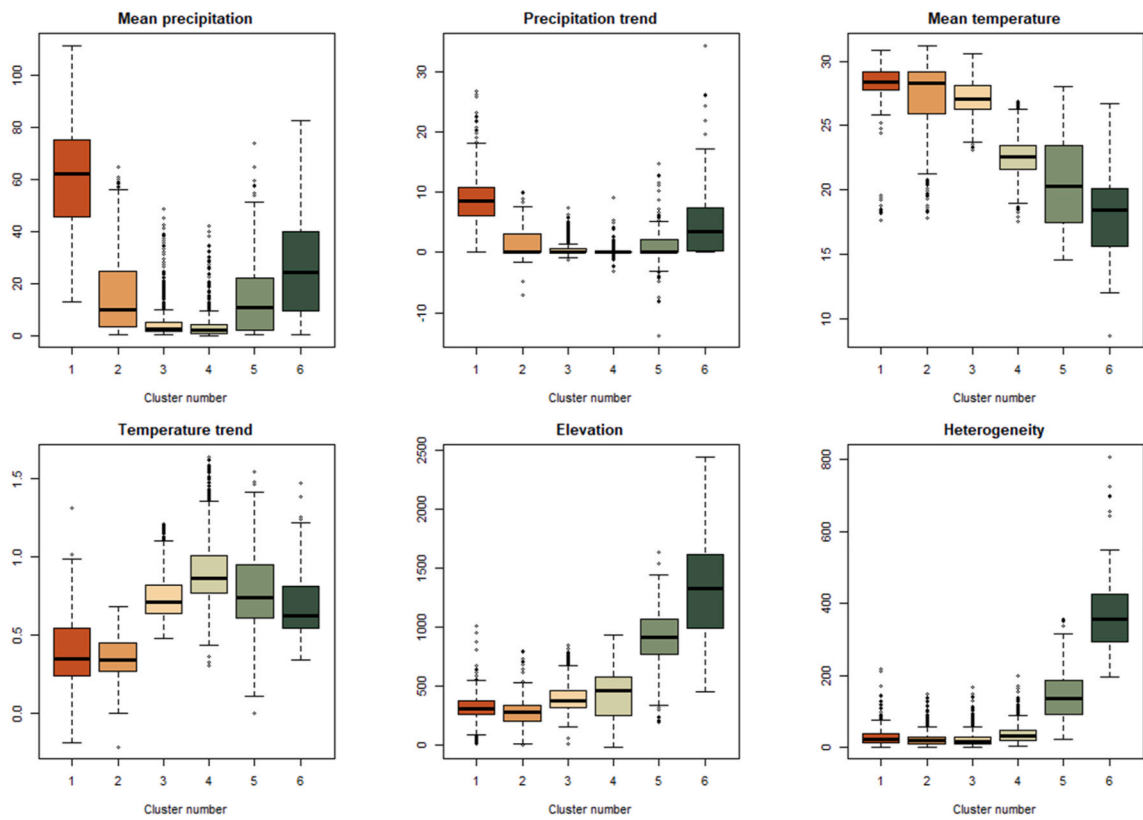 Mean precipitation
Precipitation trend
Mean temperature
0 20 40 60 80 100
-10 0 10 20 30
10 15 20 25 30
1 2 3 4 5 6
1 2 3 4 5 6
1 2 3 4 5 6
Cluster number
Cluster number
Cluster number
Temperature trend
Elevation
Heterogeneity
0.0 0.5 1.0 1.5
0 500 1000 1500 2000 2500
0 200 400 600 800
1 2 3 4 5 6
1 2 3 4 5 6
1 2 3 4 5 6
Cluster number
Cluster number
Cluster number